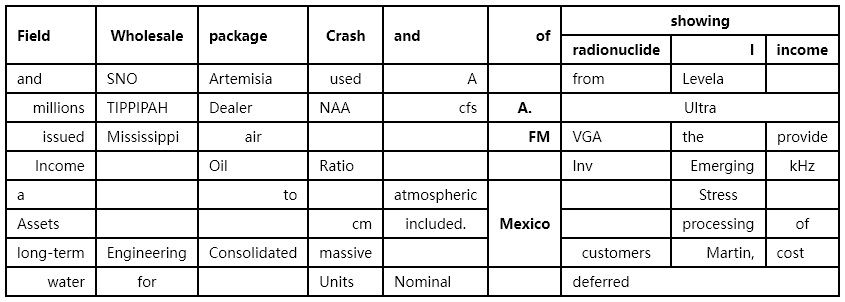 Field Wholesale package Crash and of showing
radionuclide I income
and SNO Artemisia used A from Levela
millions TIPPIPAH Dealer NAA cfs A. Ultra
issued Mississippi air FM VGA the provide
Income Oil Ratio Inv Emerging kHz
a to atmospheric Stress
Assets cm included. Mexico processing of
long-term Engineering Consolidated massive customers Martin, cost
water for Units Nominal deferred